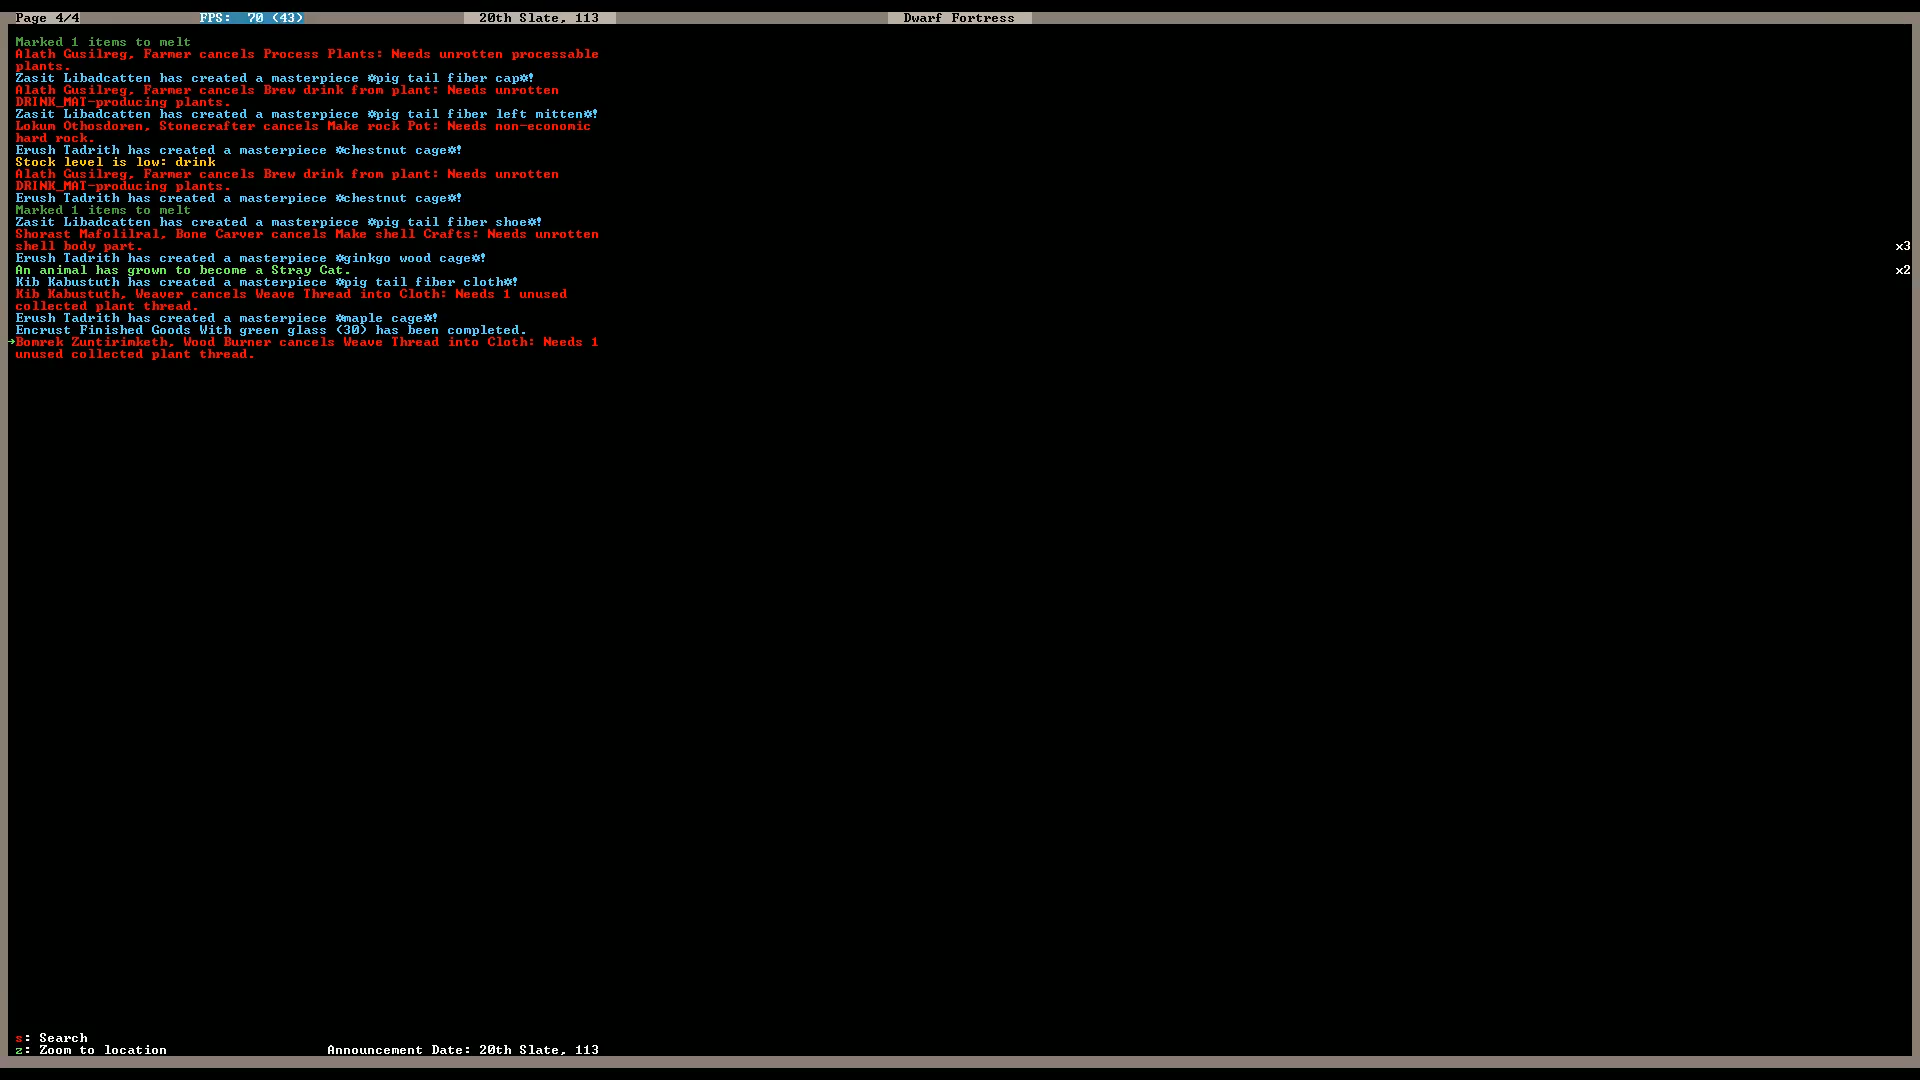 Page 4/4 FPS: 70 (43) 20th Slate, 113 Dwarf Fortress
Marked 1 items to melt
Alath Gusilreg, Farmer cancels Process Plants: Needs unrotten processable
plants.
Zasit Libadcatten has created a masterpiece ☼pig tail fiber cap☼!
Alath Gusilreg, Farmer cancels Brew drink from plant: Needs unrotten
DRINK_MAT-producing plants.
Zasit Libadcatten has created a masterpiece ☼pig tail fiber left mitten☼!
Lokum Othosdoren, Stonecrafter cancels Make rock Pot: Needs non-economic
hard rock.
Erush Tadrith has created a masterpiece ☼chestnut cage☼!
Stock level is low: drink
Alath Gusilreg, Farmer cancels Brew drink from plant: Needs unrotten
DRINK_MAT-producing plants.
Erush Tadrith has created a masterpiece ☼chestnut cage☼!
Marked 1 items to melt
Zasit Libadcatten has created a masterpiece ☼pig tail fiber shoe☼!
Shorast Mafolilral, Bone Carver cancels Make shell Crafts: Needs unrotten
shell body part. x3
Erush Tadrith has created a masterpiece ☼ginkgo wood cage☼!
An animal has grown to become a Stray Cat. x2
Kib Kabustuth has created a masterpiece ☼pig tail fiber cloth☼!
Kib Kabustuth, Weaver cancels Weave Thread into Cloth: Needs 1 unused
collected plant thread.
Erush Tadrith has created a masterpiece ☼maple cage☼!
Encrust Finished Goods With green glass (30) has been completed.
→Bomrek Zuntirimketh, Wood Burner cancels Weave Thread into Cloth: Needs 1
unused collected plant thread.
s: Search
z: Zoom to location Announcement Date: 20th Slate, 113